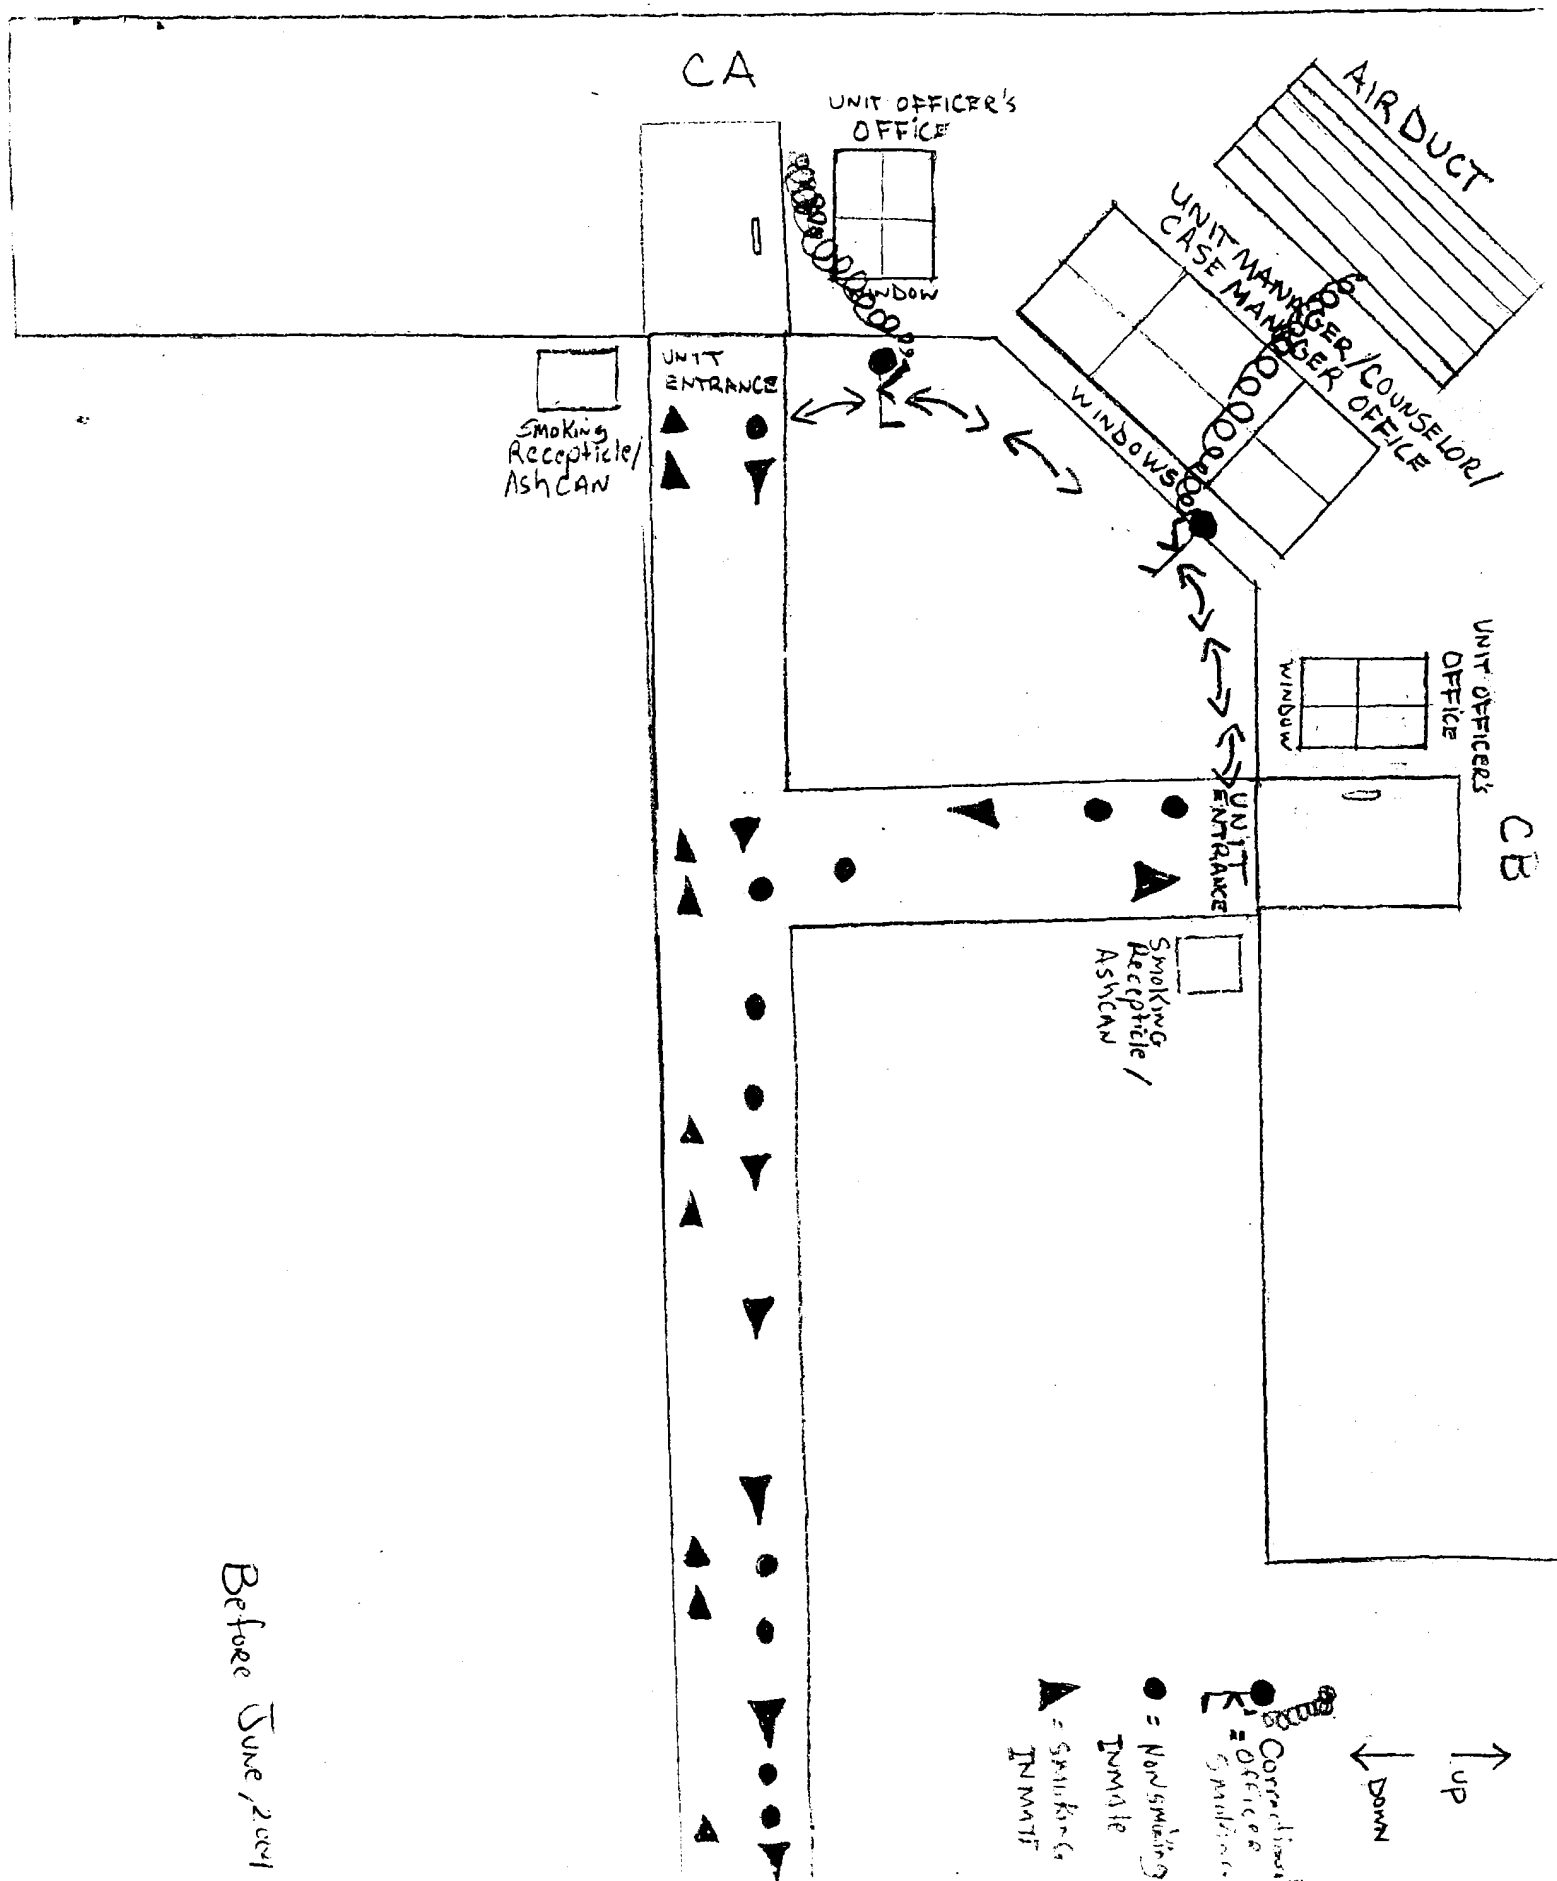 CA
UNIT OFFICER'S
OFFICE
WINDOW
AIR DUCT
UNIT MANAGER/COUNSELOR/
CASE MANAGER OFFICE
WINDOWS
UNIT
ENTRANCE
Smoking
Recepticle/
AshCAN
UNIT OFFICER'S
OFFICE
WINDOW
CB
UNIT
ENTRANCE
Smoking
Recepticle/
AshCAN
UP
DOWN
= OFFICER
= NONSMOKING
INMATE
= SMOKING
INMATE
Before June, 2004